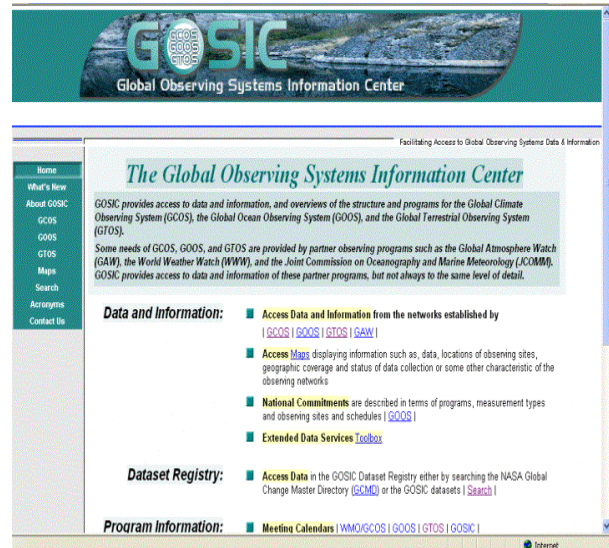 GOSIC
GCOS
GOOS
GTOS
Global Observing Systems Information Center
Facilitating Access to Global Observing Systems Data & Information
Home
What's New
About GOSIC
GCOS
GOOS
GTOS
Maps
Search
Acronyms
Contact Us
The Global Observing Systems Information Center
GOSIC provides access to data and information, and overviews of the structure and programs for the Global Climate
Observing System (GCOS), the Global Ocean Observing System (GOOS), and the Global Terrestrial Observing System
(GTOS).
Some needs of GCOS, GOOS, and GTOS are provided by partner observing programs such as the Global Atmosphere Watch
(GAW), the World Weather Watch (WWW), and the Joint Commission on Oceanography and Marine Meteorology (JCOMM).
GOSIC provides access to data and information of these partner programs, but not always to the same level of detail.
Data and Information:
Access Data and Information from the networks established by
| GCOS | GOOS | GTOS | GAW |
Access Maps displaying information such as, data, locations of observing sites,
geographic coverage and status of data collection or some other characteristic of the
observing networks
National Commitments are described in terms of programs, measurement types
and observing sites and schedules | GOOS |
Extended Data Services Toolbox
Dataset Registry:
Access Data in the GOSIC Dataset Registry either by searching the NASA Global
Change Master Directory (GCMD) or the GOSIC datasets | Search |
Program Information:
Meeting Calendars | WMO/GCOS | GOOS | GTOS | GOSIC |
Internet